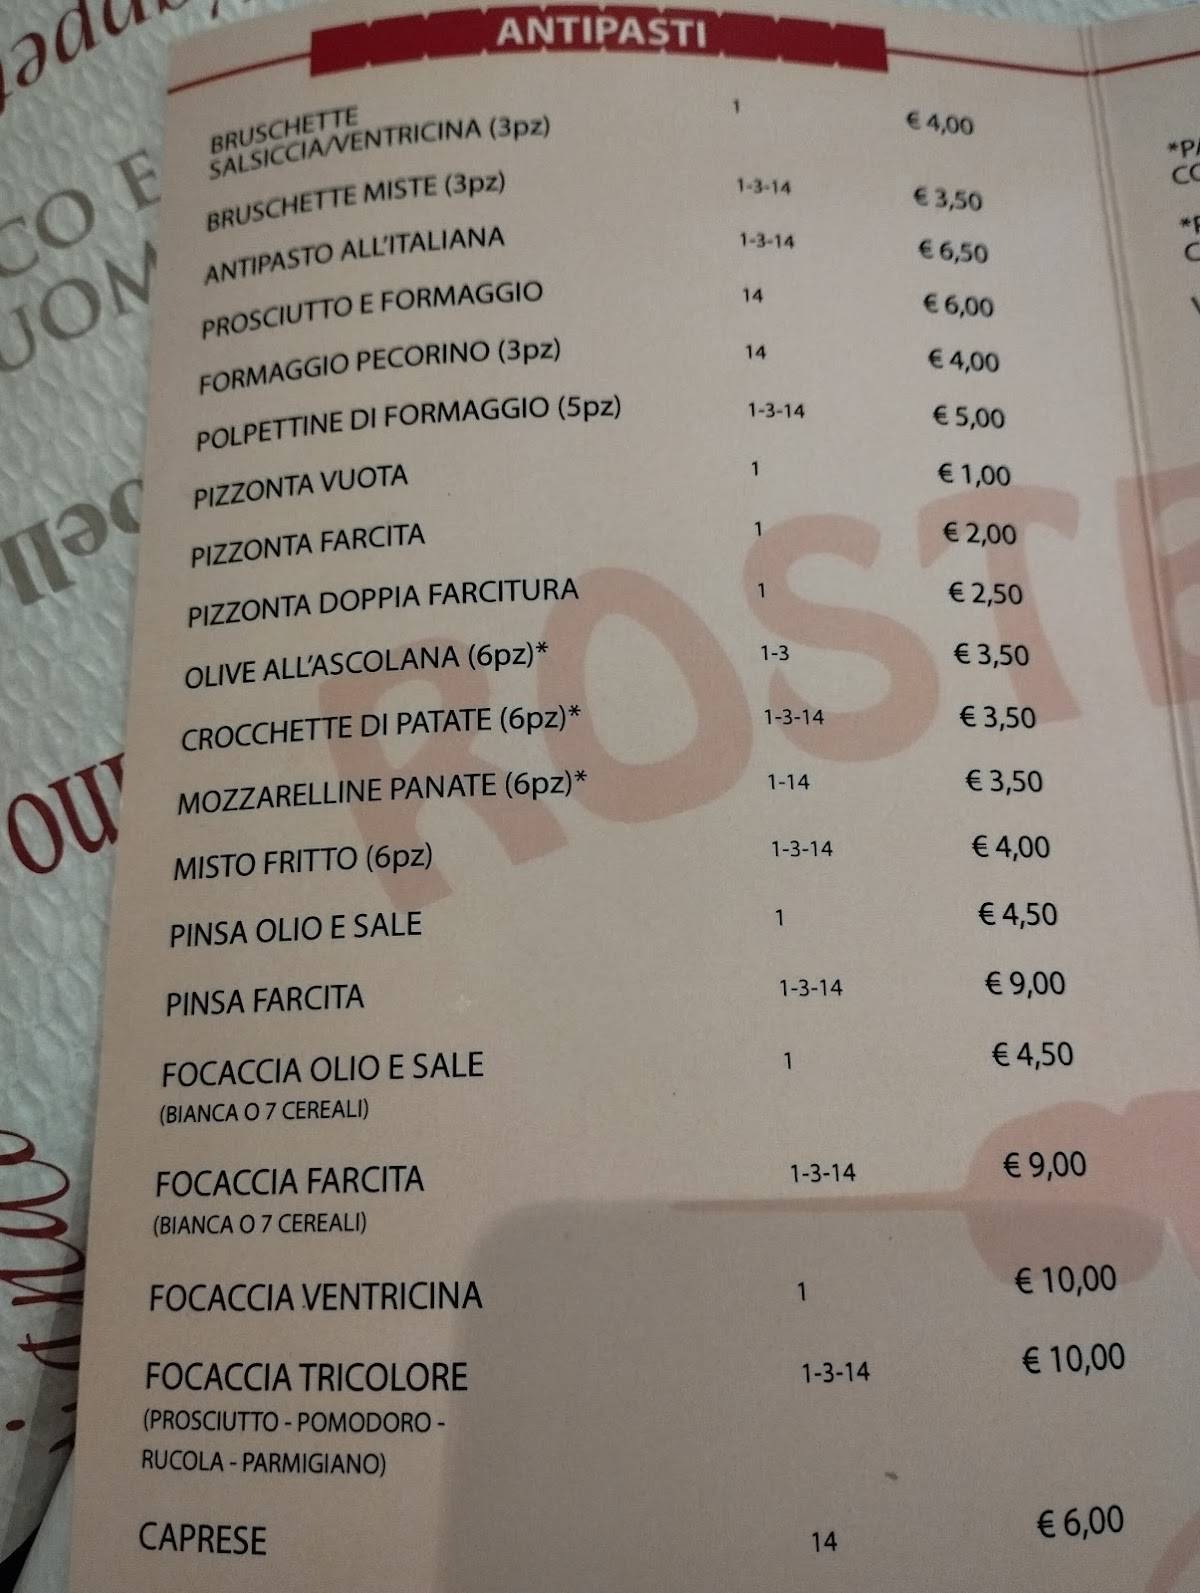 ANTIPASTI
BRUSCHETTE
SALSICCIA/VENTRICINA (3pz) 1 € 4,00
BRUSCHETTE MISTE (3pz) 1-3-14 € 3,50
ANTIPASTO ALL'ITALIANA 1-3-14 € 6,50
PROSCIUTTO E FORMAGGIO 14 € 6,00
FORMAGGIO PECORINO (3pz) 14 € 4,00
POLPETTINE DI FORMAGGIO (5pz) 1-3-14 € 5,00
PIZZONTA VUOTA 1 € 1,00
PIZZONTA FARCITA 1 € 2,00
PIZZONTA DOPPIA FARCITURA 1 € 2,50
OLIVE ALL'ASCOLANA (6pz)* 1-3 € 3,50
CROCCHETTE DI PATATE (6pz)* 1-3-14 € 3,50
MOZZARELLINE PANATE (6pz)* 1-14 € 3,50
MISTO FRITTO (6pz) 1-3-14 € 4,00
PINSA OLIO E SALE 1 € 4,50
PINSA FARCITA 1-3-14 € 9,00
FOCACCIA OLIO E SALE 1 € 4,50
(BIANCA O 7 CEREALI)
FOCACCIA FARCITA 1-3-14 € 9,00
(BIANCA O 7 CEREALI)
FOCACCIA VENTRICINA 1 € 10,00
FOCACCIA TRICOLORE 1-3-14 € 10,00
(PROSCIUTTO - POMODORO -
RUCOLA - PARMIGIANO)
CAPRESE 14 € 6,00